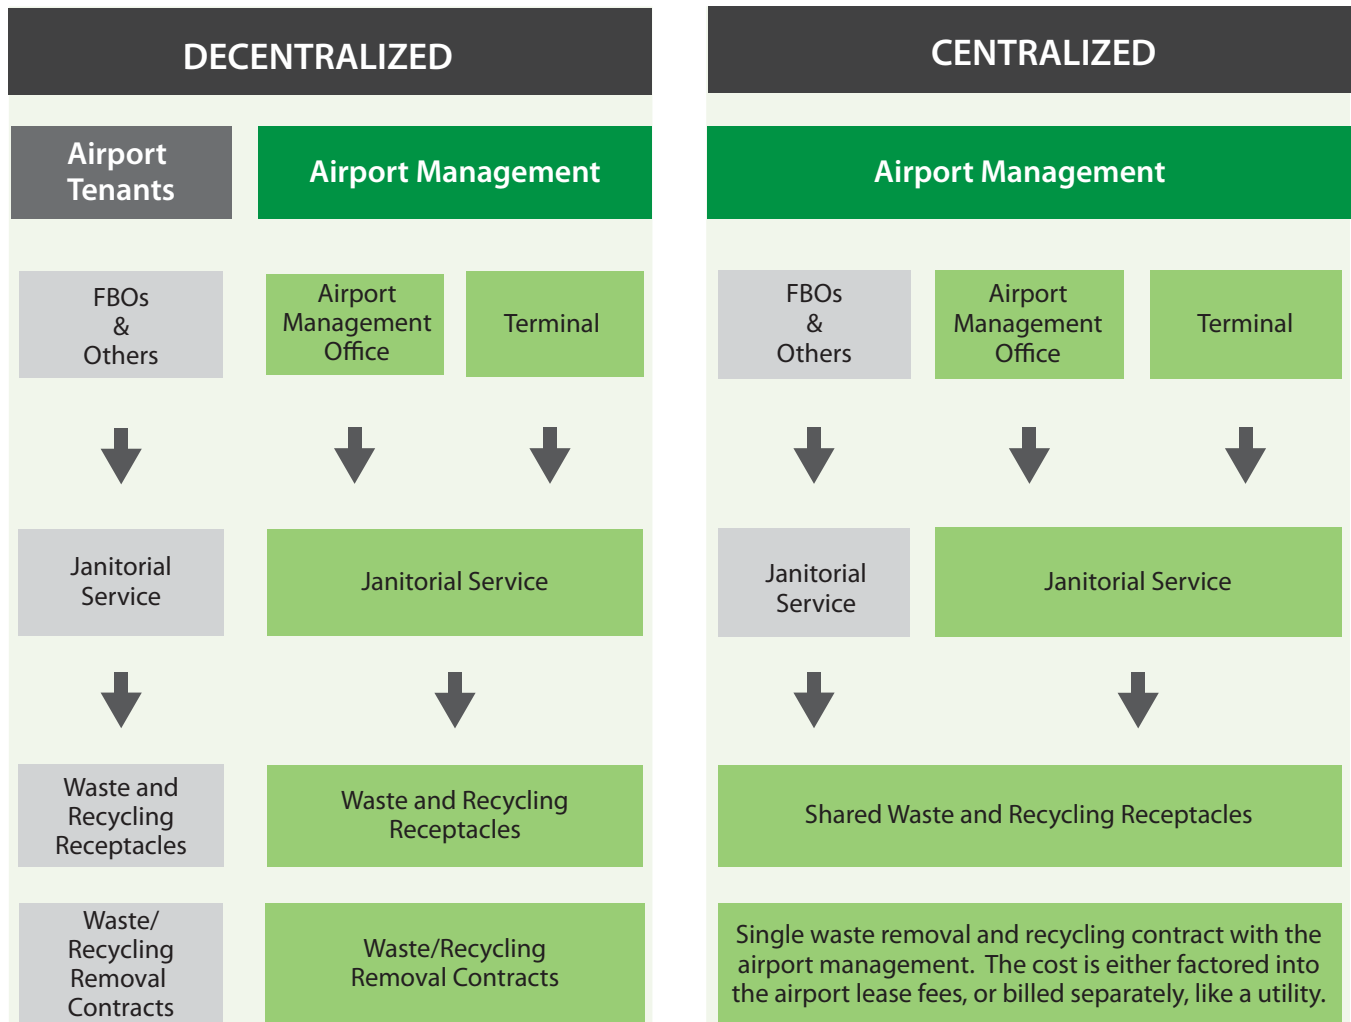 DECENTRALIZED
Airport
Tenants
Airport Management
FBOs
&
Others
Airport
Management
Office
Terminal
Janitorial
Service
Janitorial Service
Waste and
Recycling
Receptacles
Waste and Recycling
Receptacles
Waste/
Recycling
Removal
Contracts
Waste/Recycling
Removal Contracts
CENTRALIZED
Airport Management
FBOs
&
Others
Airport
Management
Office
Terminal
Janitorial
Service
Janitorial Service
Shared Waste and Recycling Receptacles
Single waste removal and recycling contract with the
airport management.  The cost is either factored into
the airport lease fees, or billed separately, like a utility.